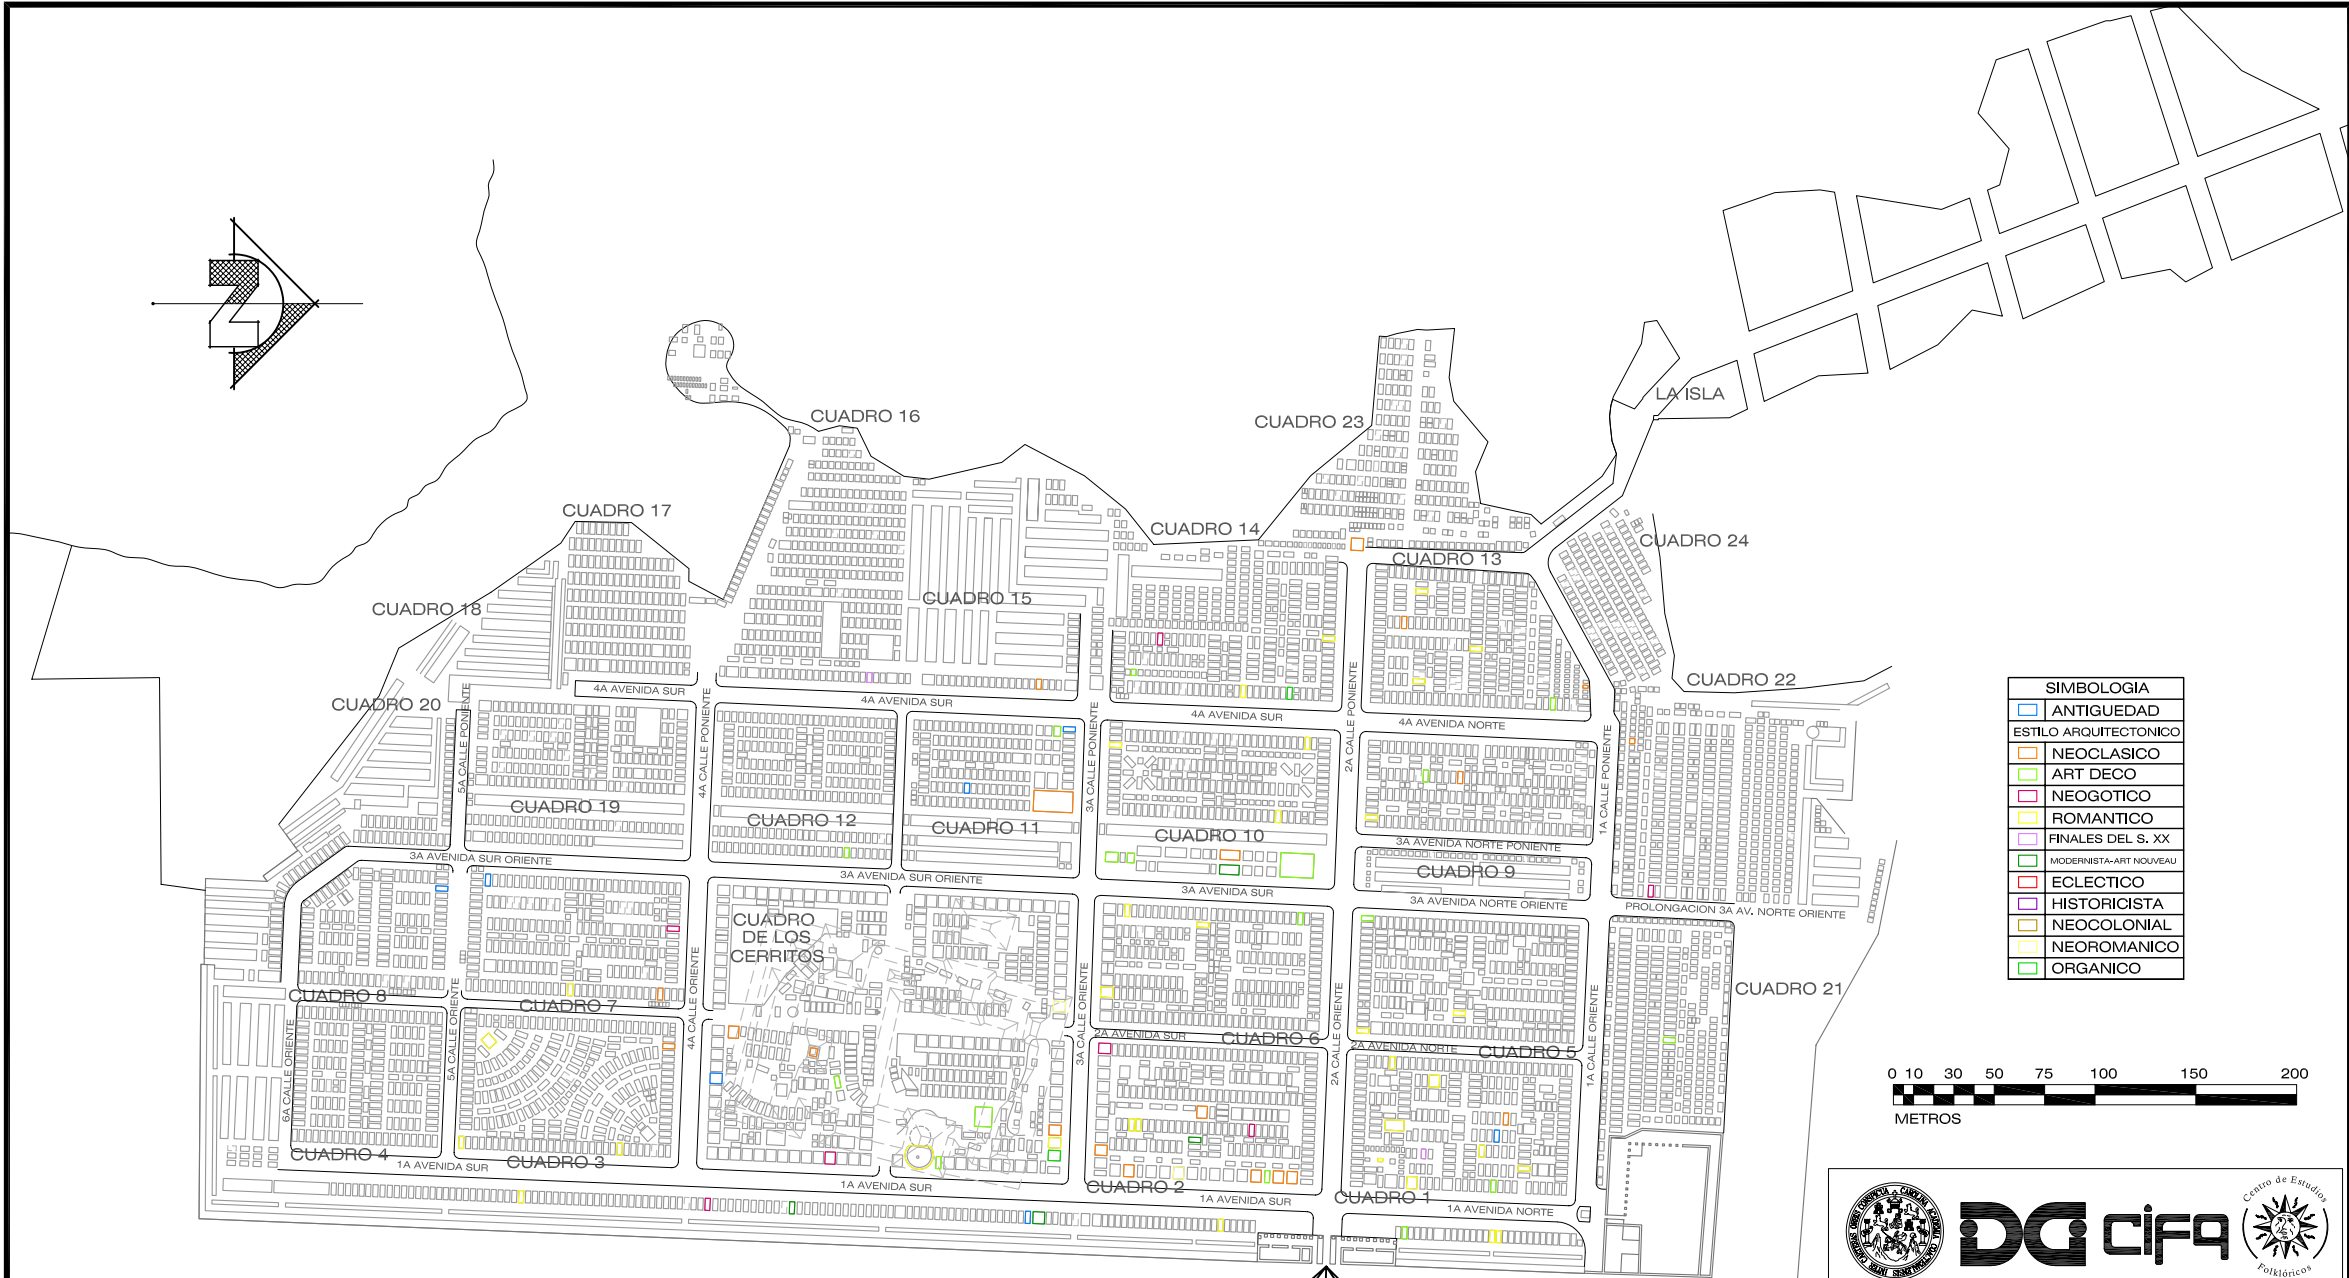 CUADRO 16
CUADRO 23
LA ISLA
CUADRO 17
CUADRO 14
CUADRO 24
CUADRO 13
CUADRO 18
CUADRO 15
CUADRO 22
CUADRO 20
4A AVENIDA SUR
4A AVENIDA SUR
4A AVENIDA SUR
4A AVENIDA NORTE
5A CALLE PONIENTE
4A CALLE PONIENTE
3A CALLE PONIENTE
2A CALLE PONIENTE
1A CALLE PONIENTE
CUADRO 19
CUADRO 12
CUADRO 11
CUADRO 10
3A AVENIDA NORTE PONIENTE
CUADRO 9
3A AVENIDA SUR ORIENTE
3A AVENIDA SUR ORIENTE
3A AVENIDA SUR
3A AVENIDA NORTE ORIENTE
PROLONGACION 3A AV. NORTE ORIENTE
CUADRO
DE LOS
CERRITOS
CUADRO 8
CUADRO 7
CUADRO 21
6A CALLE ORIENTE
5A CALLE ORIENTE
4A CALLE ORIENTE
3A CALLE ORIENTE
2A CALLE ORIENTE
1A CALLE ORIENTE
2A AVENIDA SUR
CUADRO 6
2A AVENIDA NORTE
CUADRO 5
CUADRO 4
1A AVENIDA SUR
CUADRO 3
1A AVENIDA SUR
CUADRO 2
1A AVENIDA SUR
CUADRO 1
1A AVENIDA NORTE
SIMBOLOGIA
ANTIGUEDAD
ESTILO ARQUITECTONICO
NEOCLASICO
ART DECO
NEOGOTICO
ROMANTICO
FINALES DEL S. XX
MODERNISTA-ART NOUVEAU
ECLECTICO
HISTORICISTA
NEOCOLONIAL
NEOROMANICO
ORGANICO
0 10 30 50 75 100 150 200
METROS
DG
CIFA
Centro de Estudios
Folklóricos